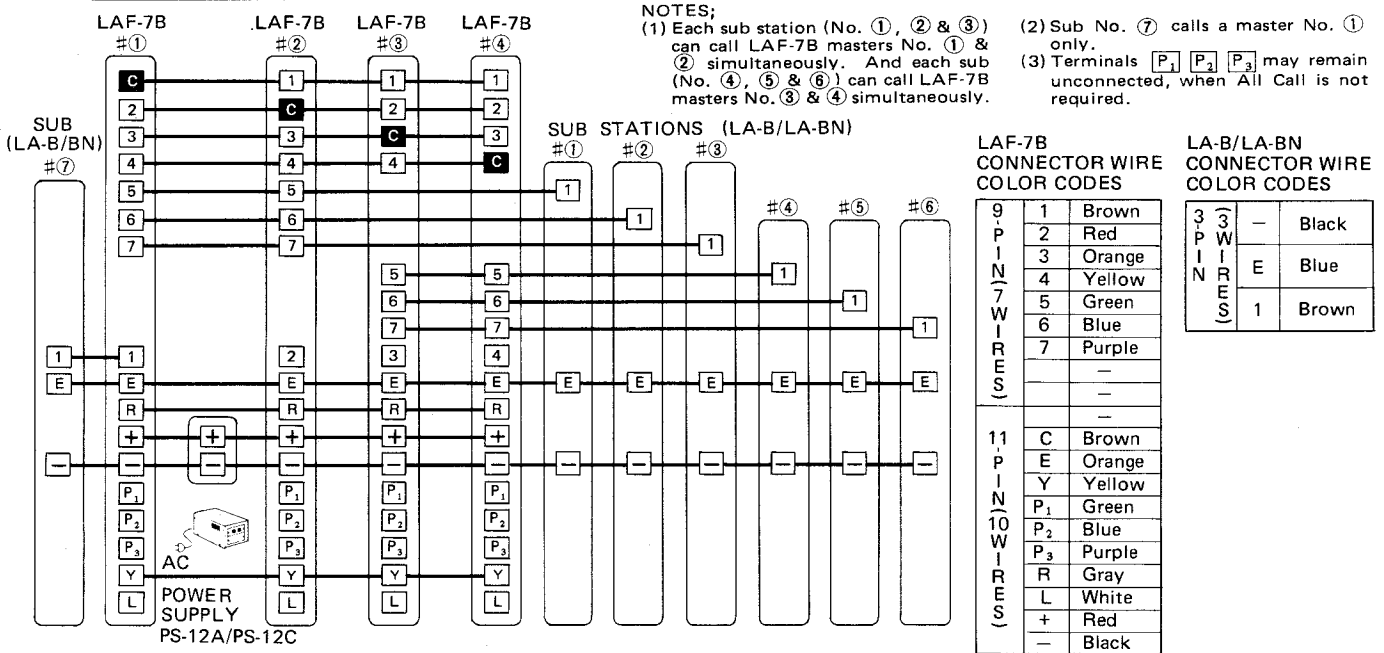 NOTES;
(1) Each sub station (No. ①, ② & ③)
can call LAF-7B masters No. ① &
② simultaneously. And each sub
(No. ④, ⑤ & ⑥) can call LAF-7B
masters No. ③ & ④ simultaneously.
(2) Sub No. ⑦ calls a master No. ①
only.
(3) Terminals P₁ P₂ P₃ may remain
unconnected, when All Call is not
required.
LAF-7B LAF-7B LAF-7B LAF-7B
#① #② #③ #④
C 1 1 1
2 C 2 2
3 3 C 3
4 4 4 C
SUB
(LA-B/BN)
#⑦
SUB STATIONS (LA-B/LA-BN)
#① #② #③
#④ #⑤ #⑥
5 5 1
6 6 1
7 7 1
5 5 1
6 6 1
7 7 1
1 1 2 3 4
E E E E E E E E E E E
R R R R
+ + + + +
− − − − − − − − − − − −
P₁ P₁ P₁ P₁
P₂ P₂ P₂ P₂
P₃ P₃ P₃ P₃
Y Y Y Y
L L L L
AC
POWER
SUPPLY
PS-12A/PS-12C
LAF-7B
CONNECTOR WIRE
COLOR CODES
9-PIN (7 WIRES)
1 Brown
2 Red
3 Orange
4 Yellow
5 Green
6 Blue
7 Purple
—
—
11-PIN (10 WIRES)
—
C Brown
E Orange
Y Yellow
P₁ Green
P₂ Blue
P₃ Purple
R Gray
L White
+ Red
− Black
LA-B/LA-BN
CONNECTOR WIRE
COLOR CODES
3-PIN (3 WIRES)
− Black
E Blue
1 Brown